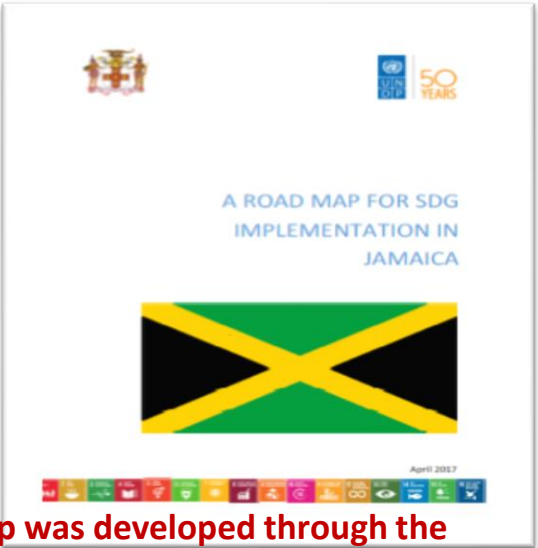 UN
DP
50
YEARS
A ROAD MAP FOR SDG
IMPLEMENTATION IN
JAMAICA
April 2017
p was developed through the